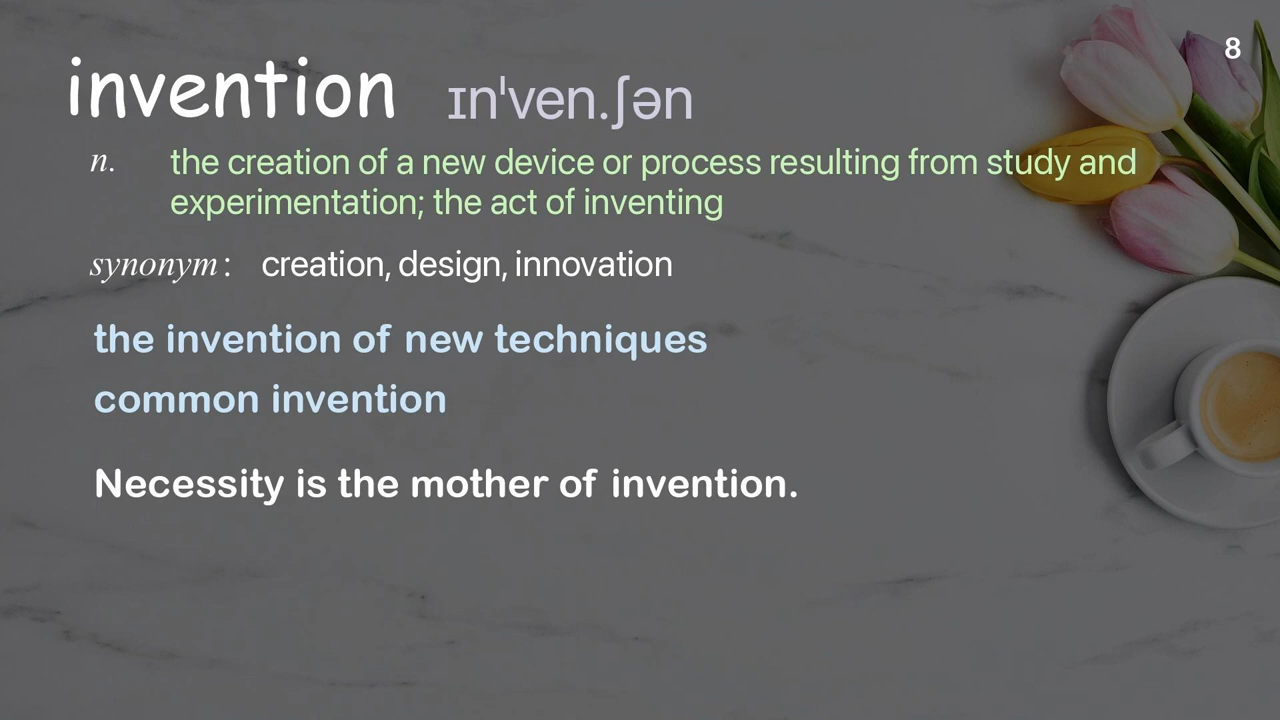 8
invention ɪnˈven.ʃən
n. the creation of a new device or process resulting from study and
experimentation; the act of inventing
synonym : creation, design, innovation
the invention of new techniques
common invention
Necessity is the mother of invention.